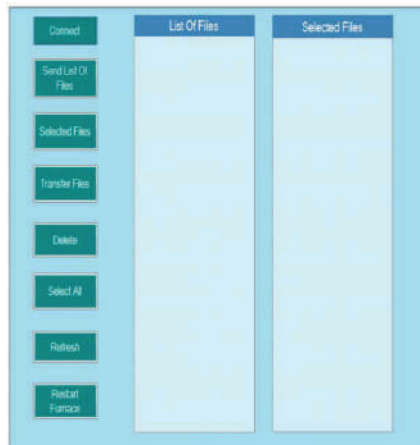 Connect
List Of Files
Selected Files
Send List Of
Files
Selected Files
Transfer Files
Delete
Select All
Refresh
Restart
Furnace